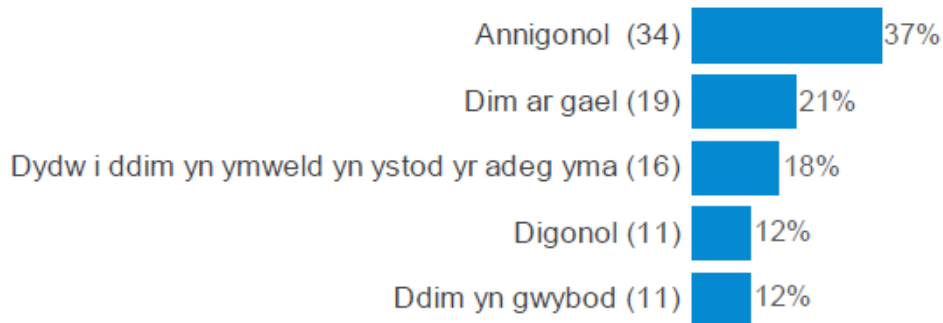 Annigonol (34) 37%
Dim ar gael (19) 21%
Dydw i ddim yn ymweld yn ystod yr adeg yma (16) 18%
Digonol (11) 12%
Ddim yn gwybod (11) 12%